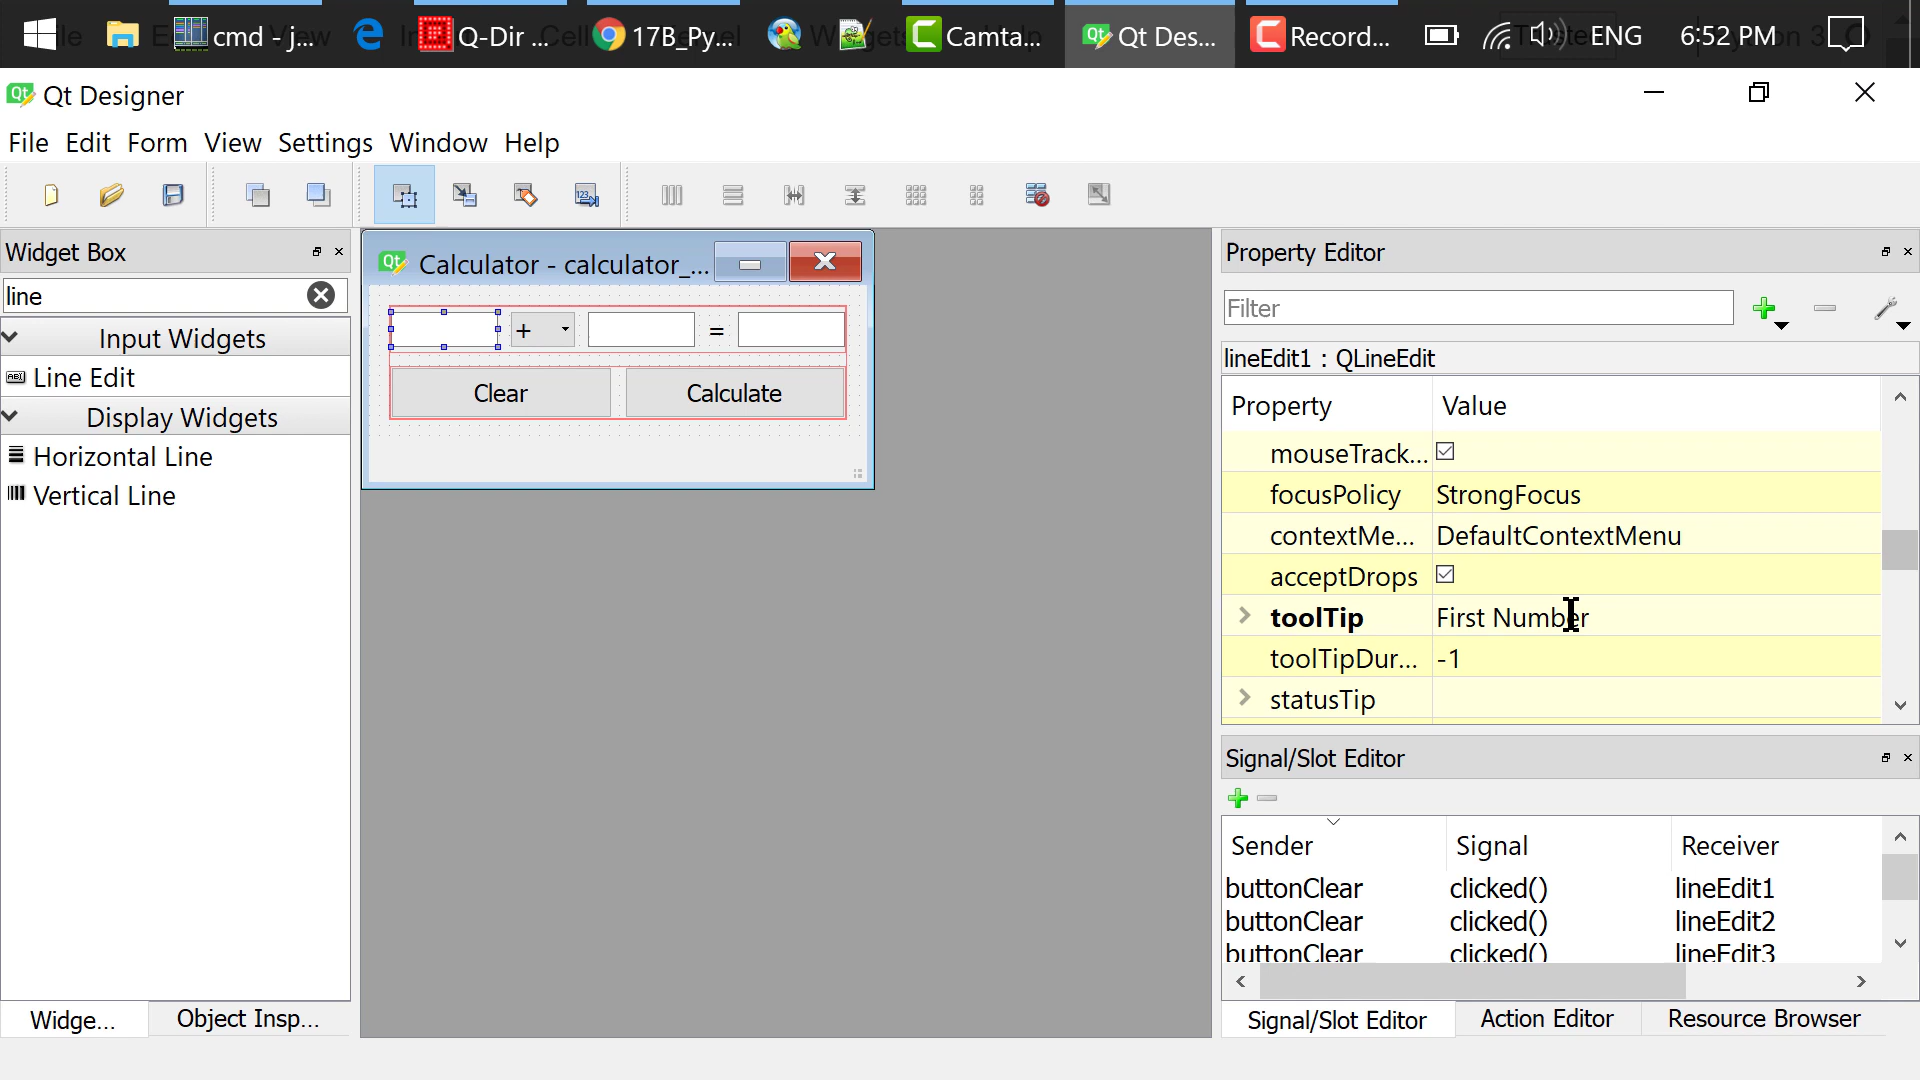 cmd - j...
Q-Dir ...
17B_Py...
Camta...
Qt Des...
Record...
ENG
6:52 PM
Qt Designer
File Edit Form View Settings Window Help
Widget Box
line
Input Widgets
Line Edit
Display Widgets
Horizontal Line
Vertical Line
Widge...
Object Insp...
Calculator - calculator_...
+
=
Clear
Calculate
Property Editor
Filter
lineEdit1 : QLineEdit
Property Value
mouseTrack...
focusPolicy StrongFocus
contextMe... DefaultContextMenu
acceptDrops
toolTip First Number
toolTipDur... -1
statusTip
Signal/Slot Editor
Sender Signal Receiver
buttonClear clicked() lineEdit1
buttonClear clicked() lineEdit2
buttonClear clicked() lineEdit3
Signal/Slot Editor
Action Editor
Resource Browser